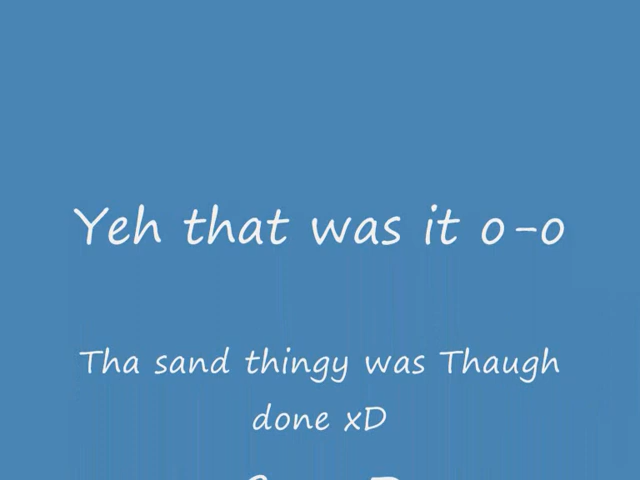 Yeh that was it o-o
Tha sand thingy was Thaugh
done xD